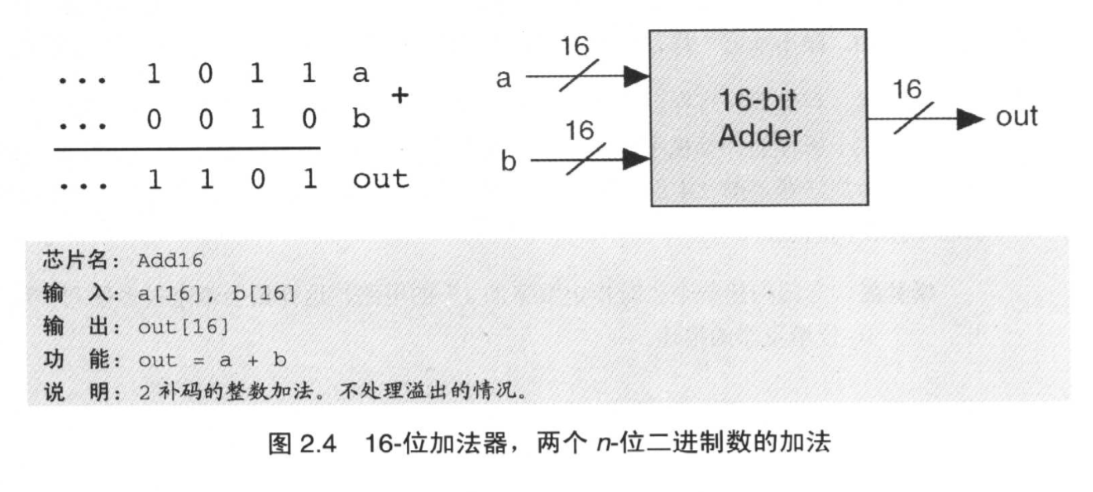 ... 1 0 1 1 a
+
... 0 0 1 0 b
... 1 1 0 1 out
16
a
16
b
16-bit
Adder
16
out
芯片名: Add16
输 入: a[16], b[16]
输 出: out[16]
功 能: out = a + b
说 明: 2 补码的整数加法。不处理溢出的情况。
图 2.4 16-位加法器，两个 n-位二进制数的加法